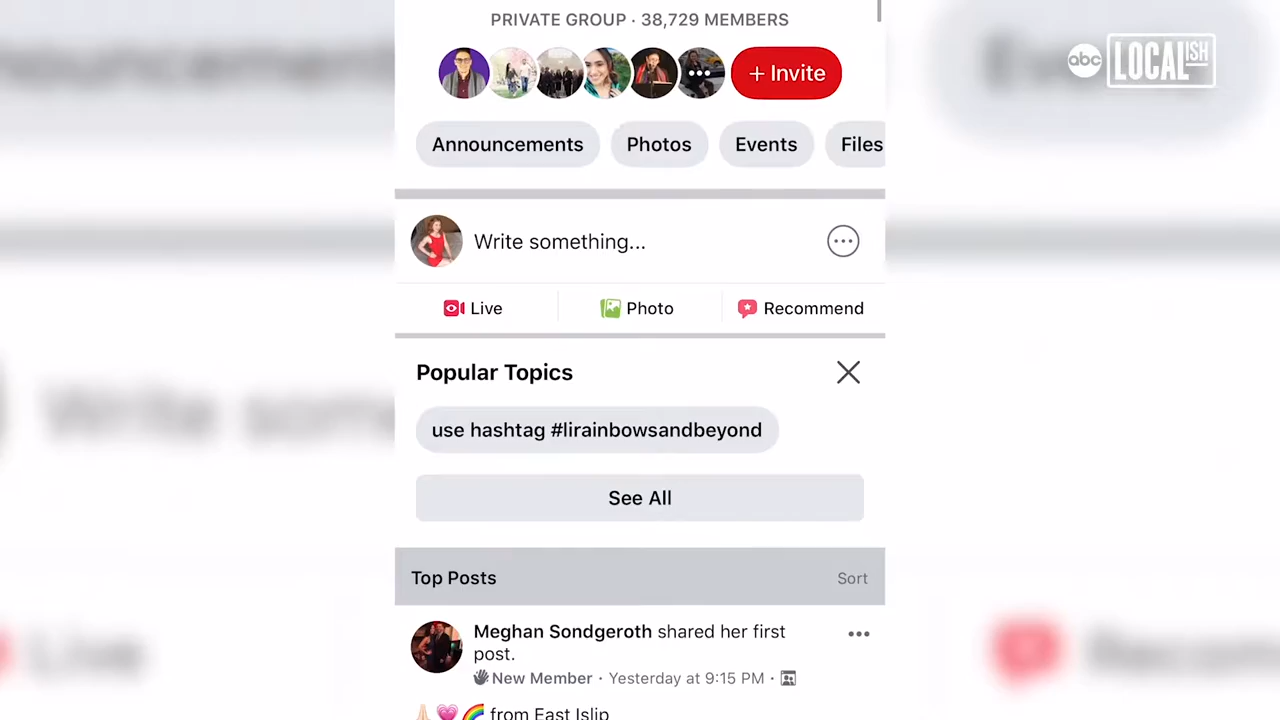 PRIVATE GROUP · 38,729 MEMBERS
+ Invite
abc LOCALISH
Announcements
Photos
Events
Files
Write something...
Live
Photo
Recommend
Popular Topics
use hashtag #lirainbowsandbeyond
See All
Top Posts
Sort
Meghan Sondgeroth shared her first
post.
New Member · Yesterday at 9:15 PM ·
🙏🏻💗🌈 from East Islip